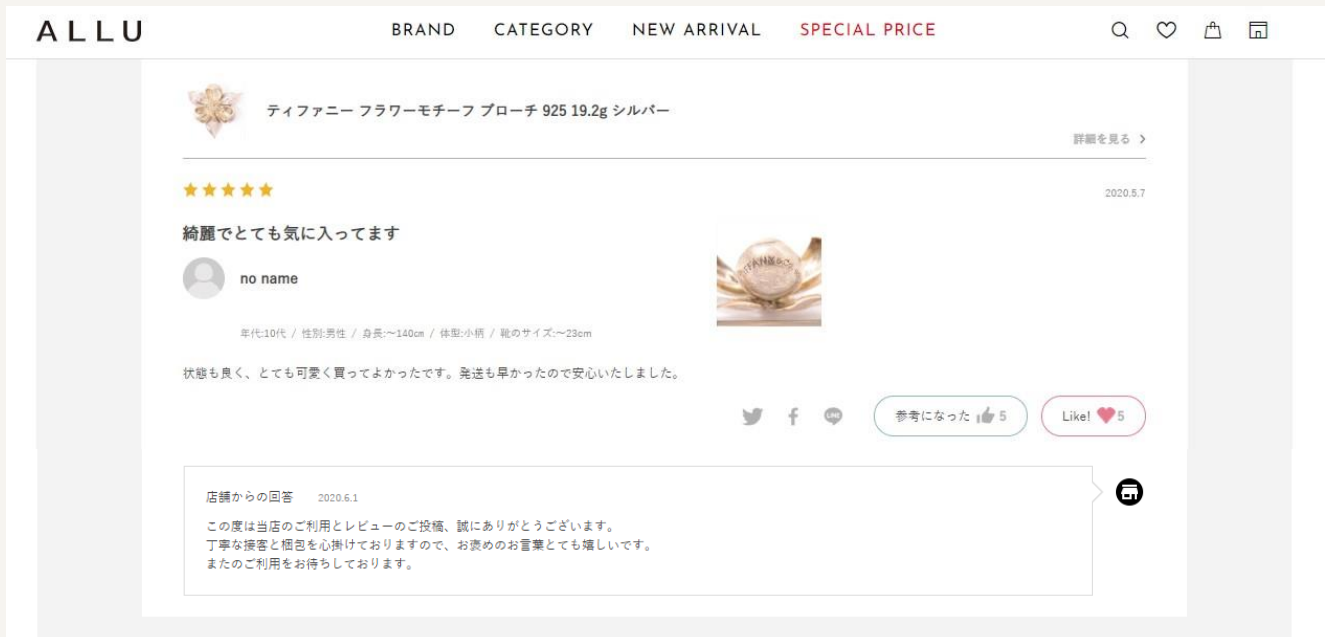 ALLU
BRAND CATEGORY NEW ARRIVAL SPECIAL PRICE
ティファニー フラワーモチーフ ブローチ 925 19.2g シルバー
詳細を見る
2020.5.7
綺麗でとても気に入ってます
no name
TIFFANY&CO
年代:10代 / 性別:男性 / 身長:～140cm / 体型:小柄 / 靴のサイズ:～23cm
状態も良く、とても可愛く買ってよかったです。発送も早かったので安心いたしました。
LINE
参考になった 5
Like! 5
店舗からの回答 2020.6.1
この度は当店のご利用とレビューのご投稿、誠にありがとうございます。
丁寧な接客と梱包を心掛けておりますので、お褒めのお言葉とても嬉しいです。
またのご利用をお待ちしております。